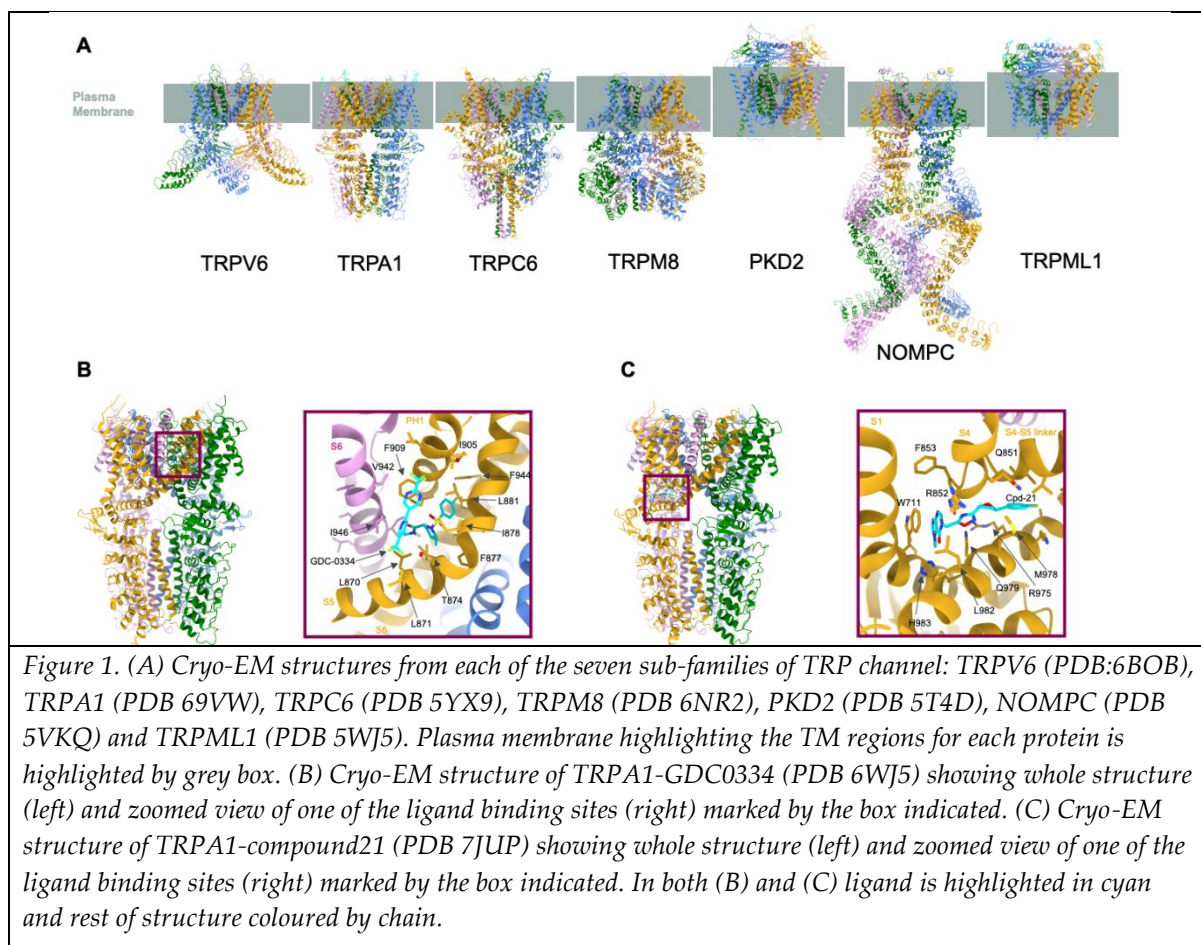 A
Plasma
Membrane
TRPV6
TRPA1
TRPC6
TRPM8
PKD2
NOMPC
TRPML1
B
PH1
S6
F909
I905
V942
F944
L881
I946
I878
GDC-0334
F877
L870
T874
S5
L871
S6
C
S1
S4
S4-S5 linker
F853
Q851
R852
Cpd-21
W711
M978
Q979
R975
L982
H983
Figure 1. (A) Cryo-EM structures from each of the seven sub-families of TRP channel: TRPV6 (PDB:6BOB),
TRPA1 (PDB 69VW), TRPC6 (PDB 5YX9), TRPM8 (PDB 6NR2), PKD2 (PDB 5T4D), NOMPC (PDB
5VKQ) and TRPML1 (PDB 5WJ5). Plasma membrane highlighting the TM regions for each protein is
highlighted by grey box. (B) Cryo-EM structure of TRPA1-GDC0334 (PDB 6WJ5) showing whole structure
(left) and zoomed view of one of the ligand binding sites (right) marked by the box indicated. (C) Cryo-EM
structure of TRPA1-compound21 (PDB 7JUP) showing whole structure (left) and zoomed view of one of the
ligand binding sites (right) marked by the box indicated. In both (B) and (C) ligand is highlighted in cyan
and rest of structure coloured by chain.